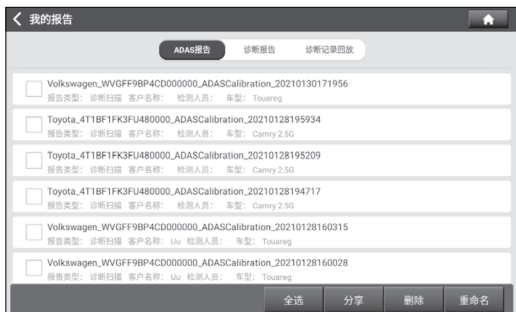 我的报告
ADAS报告 诊断报告 诊断记录回放
Volkswagen_WVGFF9BP4CD000000_ADASCalibration_20210130171956
报告类型： 诊断扫描 客户名称： 检测人员： 车型： Touareg
Toyota_4T1BF1FK3FU480000_ADASCalibration_20210128195934
报告类型： 诊断扫描 客户名称： 检测人员： 车型： Camry 2.5G
Toyota_4T1BF1FK3FU480000_ADASCalibration_20210128195209
报告类型： 诊断扫描 客户名称： 检测人员： 车型： Camry 2.5G
Toyota_4T1BF1FK3FU480000_ADASCalibration_20210128194717
报告类型： 诊断扫描 客户名称： 检测人员： 车型： Camry 2.5G
Volkswagen_WVGFF9BP4CD000000_ADASCalibration_20210128160315
报告类型： 诊断扫描 客户名称： Uu 检测人员： 车型： Touareg
Volkswagen_WVGFF9BP4CD000000_ADASCalibration_20210128160028
报告类型： 诊断扫描 客户名称： Uu 检测人员： 车型： Touareg
全选 分享 删除 重命名